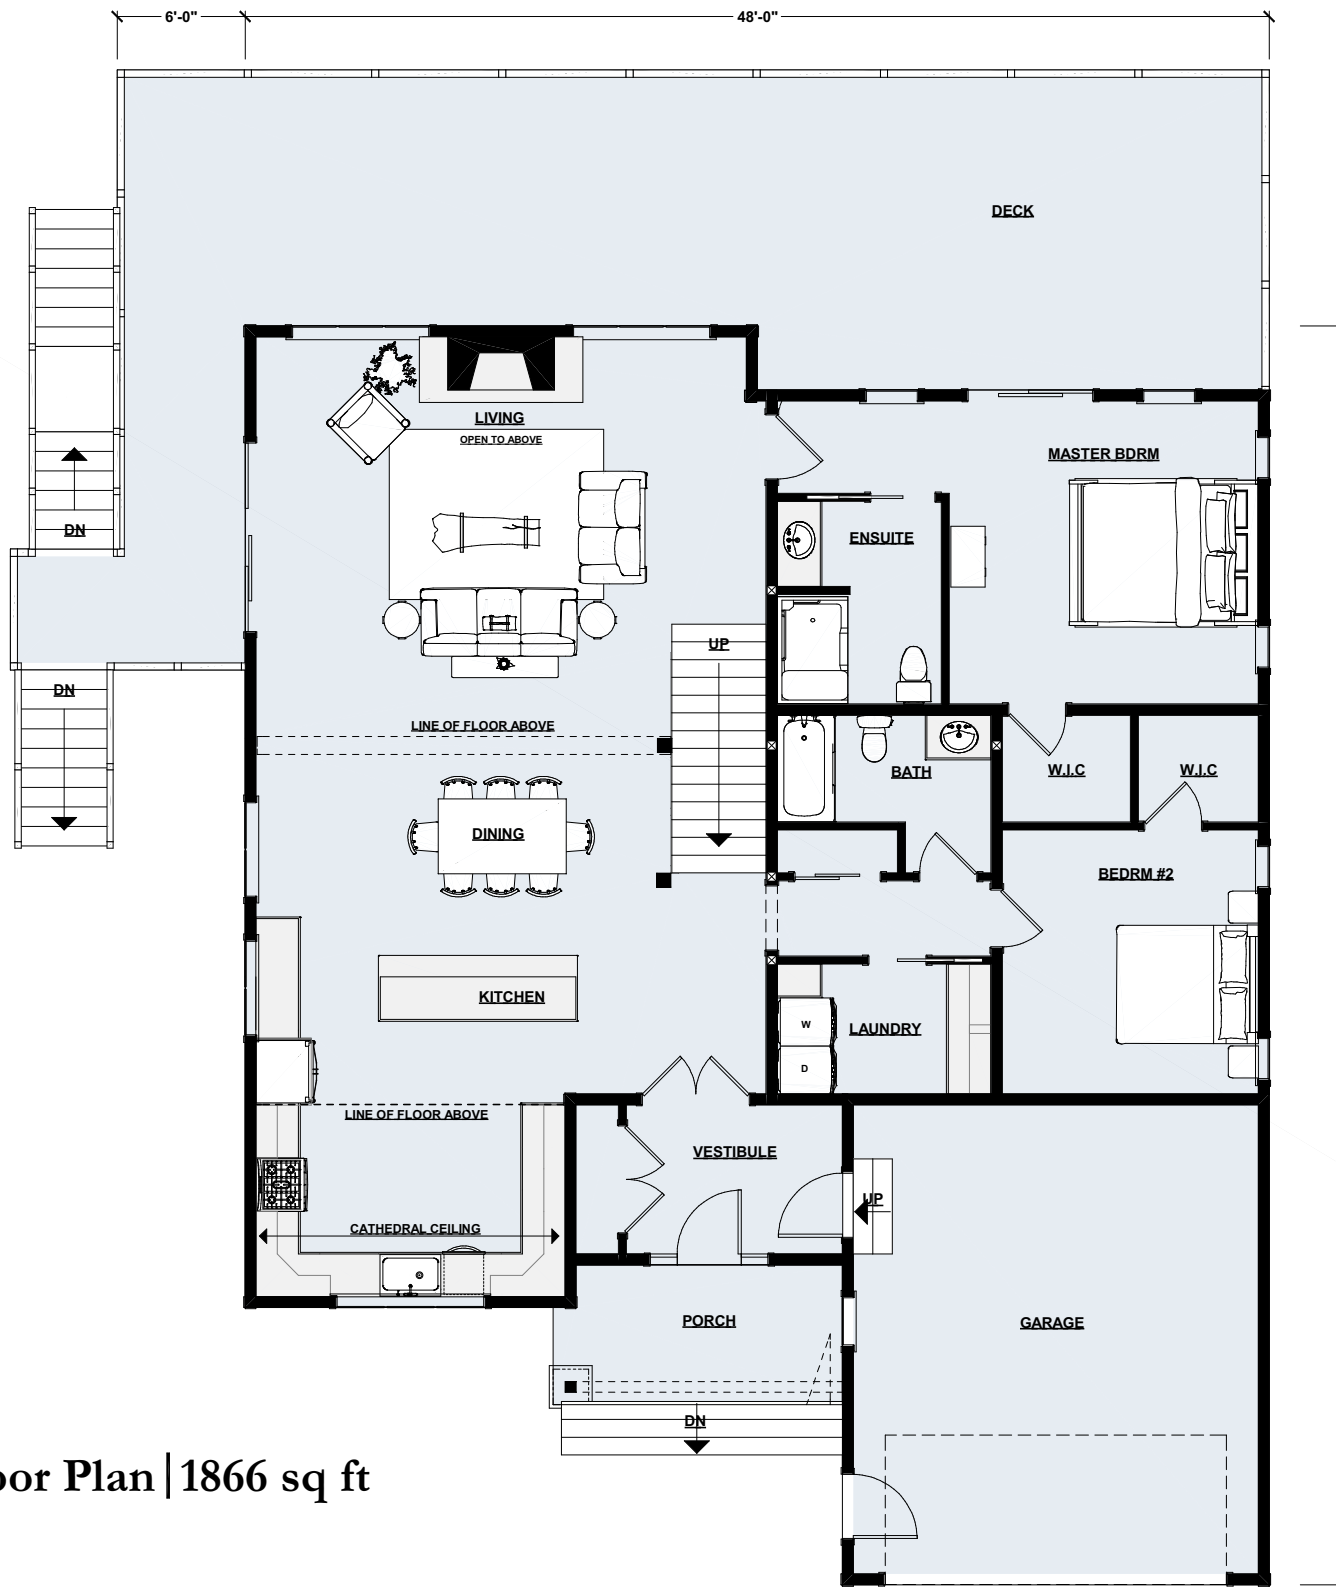 6'-0"
48'-0"
DECK
LIVING
OPEN TO ABOVE
MASTER BDRM
DN
ENSUITE
UP
DN
LINE OF FLOOR ABOVE
BATH
W.I.C
W.I.C
DINING
BEDRM #2
KITCHEN
W
LAUNDRY
D
LINE OF FLOOR ABOVE
VESTIBULE
UP
CATHEDRAL CEILING
PORCH
GARAGE
DN
Plan|1866 sq ft